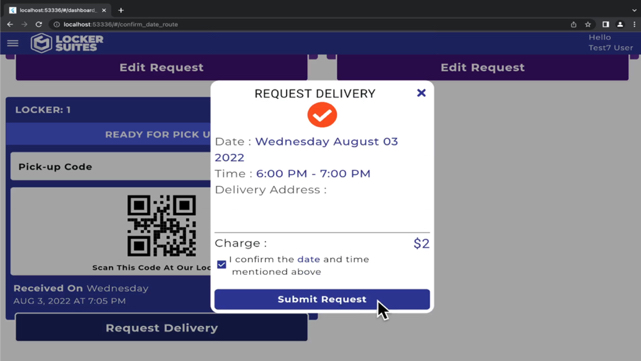 localhost:53336/#/dashboard
localhost:53336/#/confirm_date_route
LOCKER
SUITES
Hello
Test7 User
Edit Request
Edit Request
LOCKER: 1
READY FOR PICK U
Pick-up Code
Scan This Code At Our Loc
Received On Wednesday
AUG 3, 2022 AT 7:05 PM
Request Delivery
REQUEST DELIVERY
Date : Wednesday August 03
2022
Time : 6:00 PM - 7:00 PM
Delivery Address :
Charge : $2
I confirm the date and time
mentioned above
Submit Request